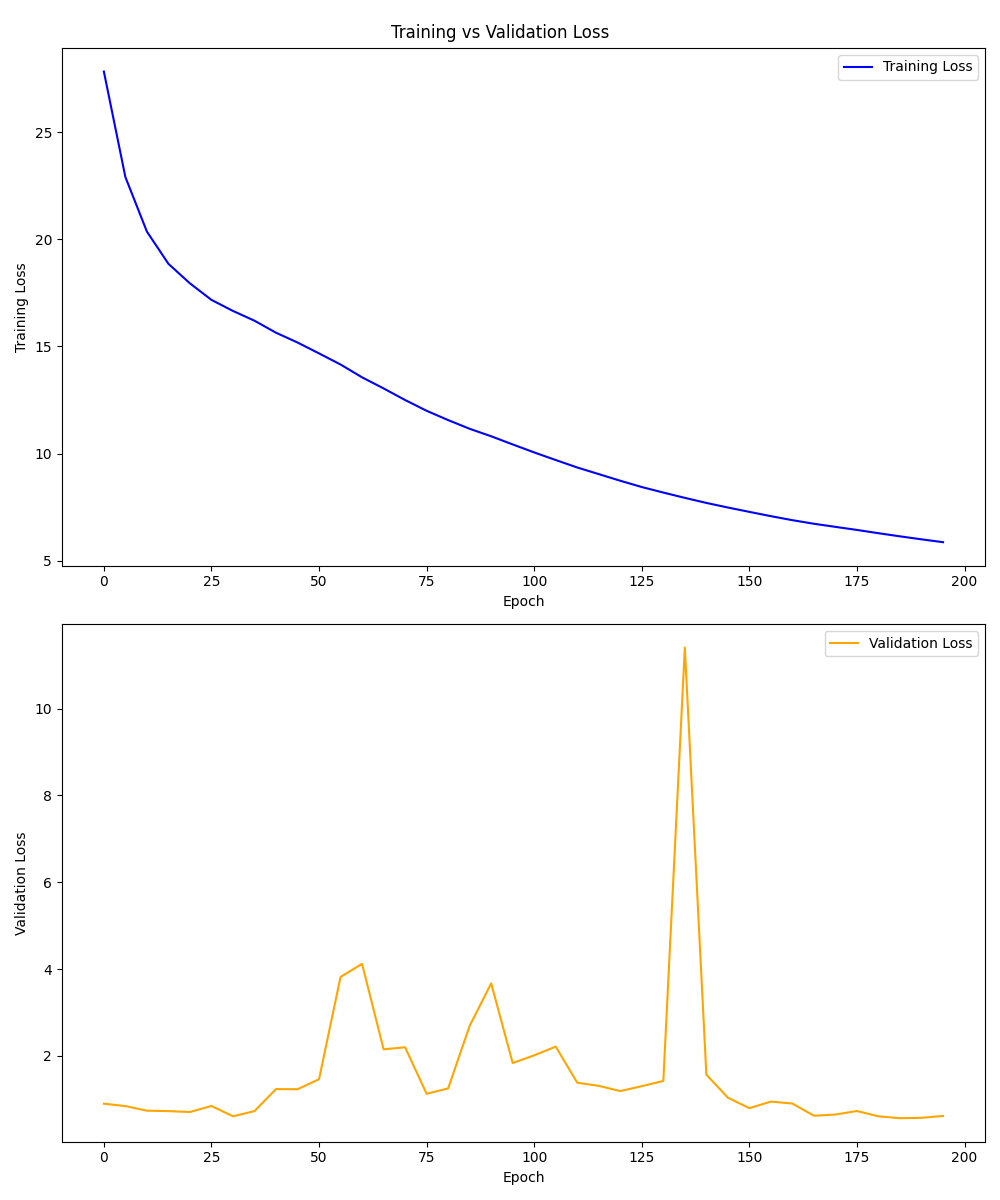 Training vs Validation Loss
Training Loss
25
20
15
10
5
Training Loss
0 25 50 75 100 125 150 175 200
Epoch
Validation Loss
10
8
6
4
2
Validation Loss
0 25 50 75 100 125 150 175 200
Epoch